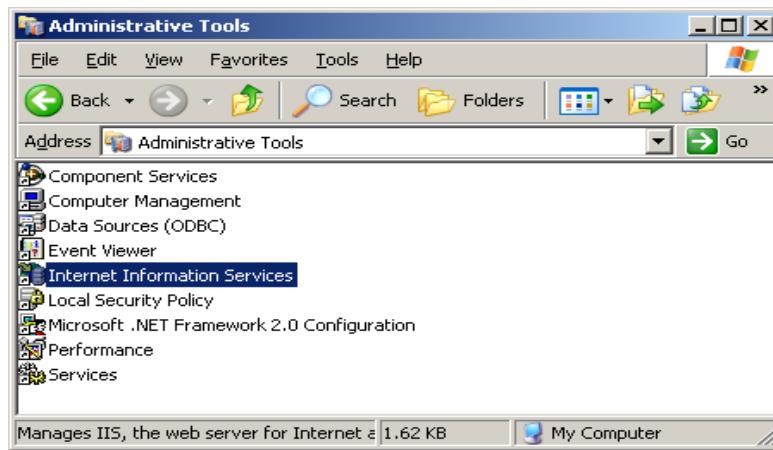 Administrative Tools
File Edit View Favorites Tools Help
Back Search Folders »
Address Administrative Tools Go
Component Services
Computer Management
Data Sources (ODBC)
Event Viewer
Internet Information Services
Local Security Policy
Microsoft .NET Framework 2.0 Configuration
Performance
Services
Manages IIS, the web server for Internet 1.62 KB My Computer